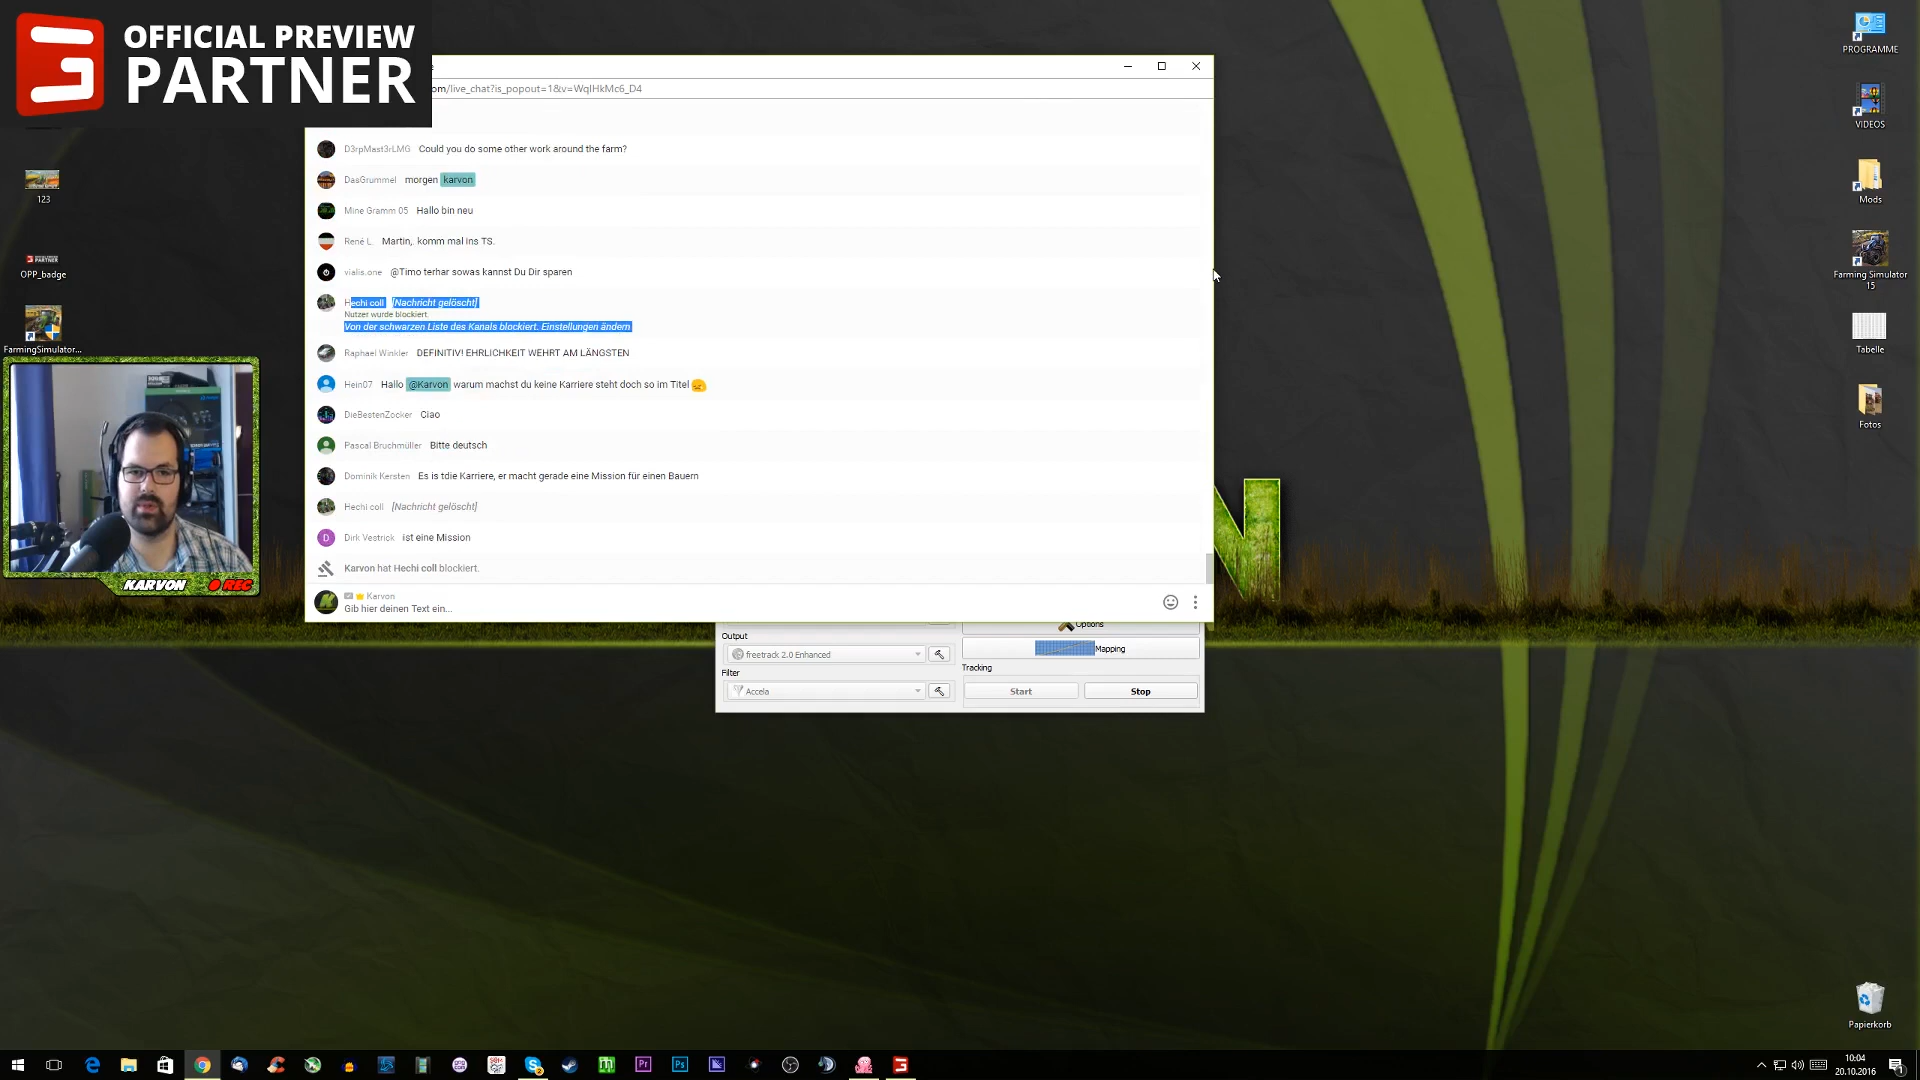 OFFICIAL PREVIEW
PARTNER
om/live_chat?is_popout=1&v=WqIHkMc6_D4
D3rpMast3rLMG Could you do some other work around the farm?
DasGrummel morgen karvon
Mine Gramm 05 Hallo bin neu
René L. Martin,. komm mal ins TS.
vialis.one @Timo terhar sowas kannst Du Dir sparen
Hechi coll [Nachricht gelöscht]
Nutzer wurde blockiert.
Von der schwarzen Liste des Kanals blockiert. Einstellungen ändern
Raphael Winkler DEFINITIV! EHRLICHKEIT WEHRT AM LÄNGSTEN
Hein07 Hallo @Karvon warum machst du keine Karriere steht doch so im Titel
DieBestenZocker Ciao
Pascal Bruchmüller Bitte deutsch
Dominik Kersten Es is tdie Karriere, er macht gerade eine Mission für einen Bauern
Hechi coll [Nachricht gelöscht]
D Dirk Vestrick ist eine Mission
Karvon hat Hechi coll blockiert.
Karvon
Gib hier deinen Text ein...
123
OPP_badge
FarmingSimulator...
KARVON REC
N
Options
Output
freetrack 2.0 Enhanced
Mapping
Filter
Tracking
Accela
Start
Stop
PROGRAMME
VIDEOS
Mods
Farming Simulator
15
Tabelle
Fotos
Papierkorb
10:04
20.10.2016